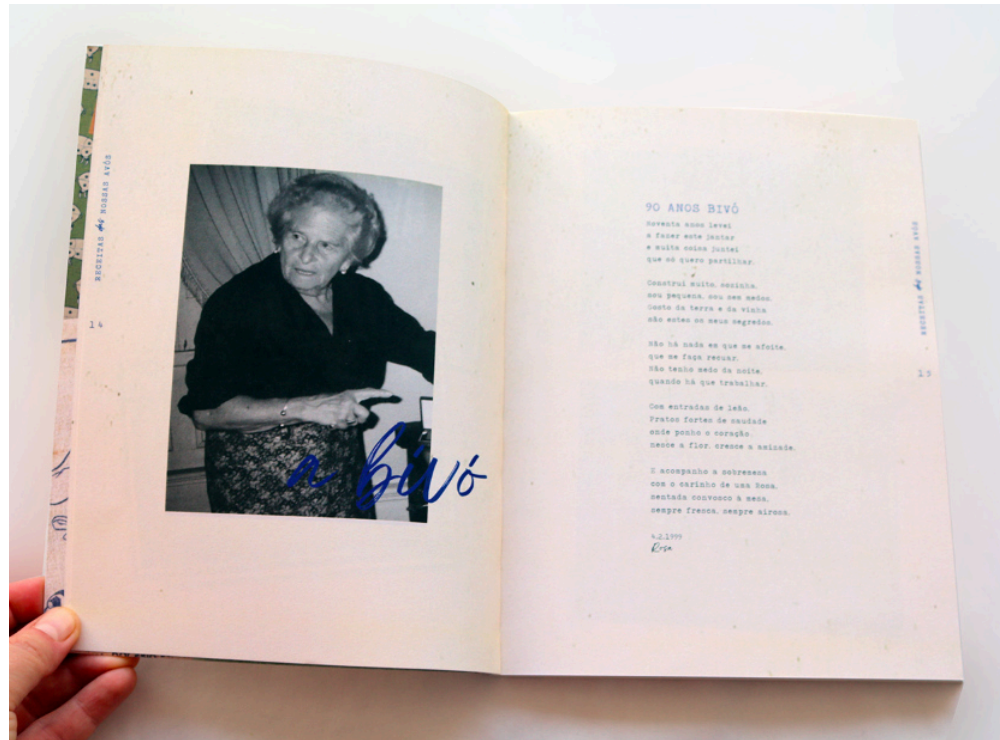 RECEITAS das NOSSAS AVÓS
14
a bivó
90 ANOS BIVÓ
Noventa anos levei
a fazer este jantar
e muita coisa juntei
que só quero partilhar.
Construi muito, sozinha,
sou pequena, sou sem medos.
Gosto da terra e da vinha
são estes os meus segredos.
Não há nada em que me afoite,
que me faça recuar.
Não tenho medo da noite,
quando há que trabalhar.
Com entradas de leão,
Pratos fortes de saudade
onde ponho o coração,
nasce a flor, cresce a amizade.
E acompanho a sobremesa
com o carinho de uma Rosa,
sentada convosco à mesa,
sempre fresca, sempre airosa.
4.2.1999
Rosa
RECEITAS das NOSSAS AVÓS
15